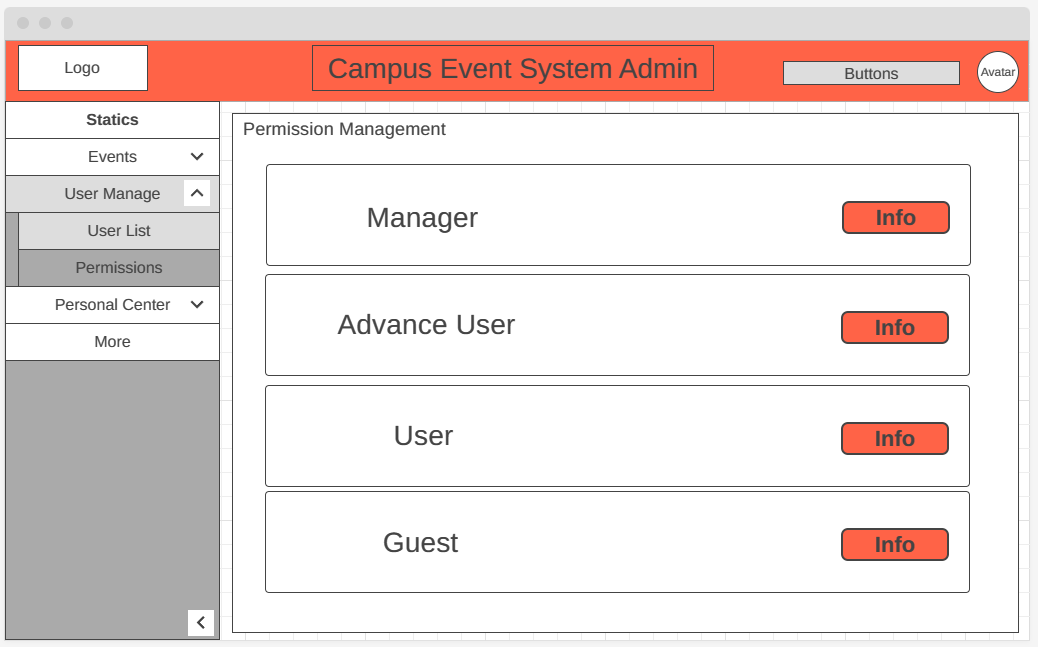 Logo
Campus Event System Admin
Buttons
Avatar
Statics
Events
User Manage
User List
Permissions
Personal Center
More
Permission Management
Manager
Info
Advance User
Info
User
Info
Guest
Info